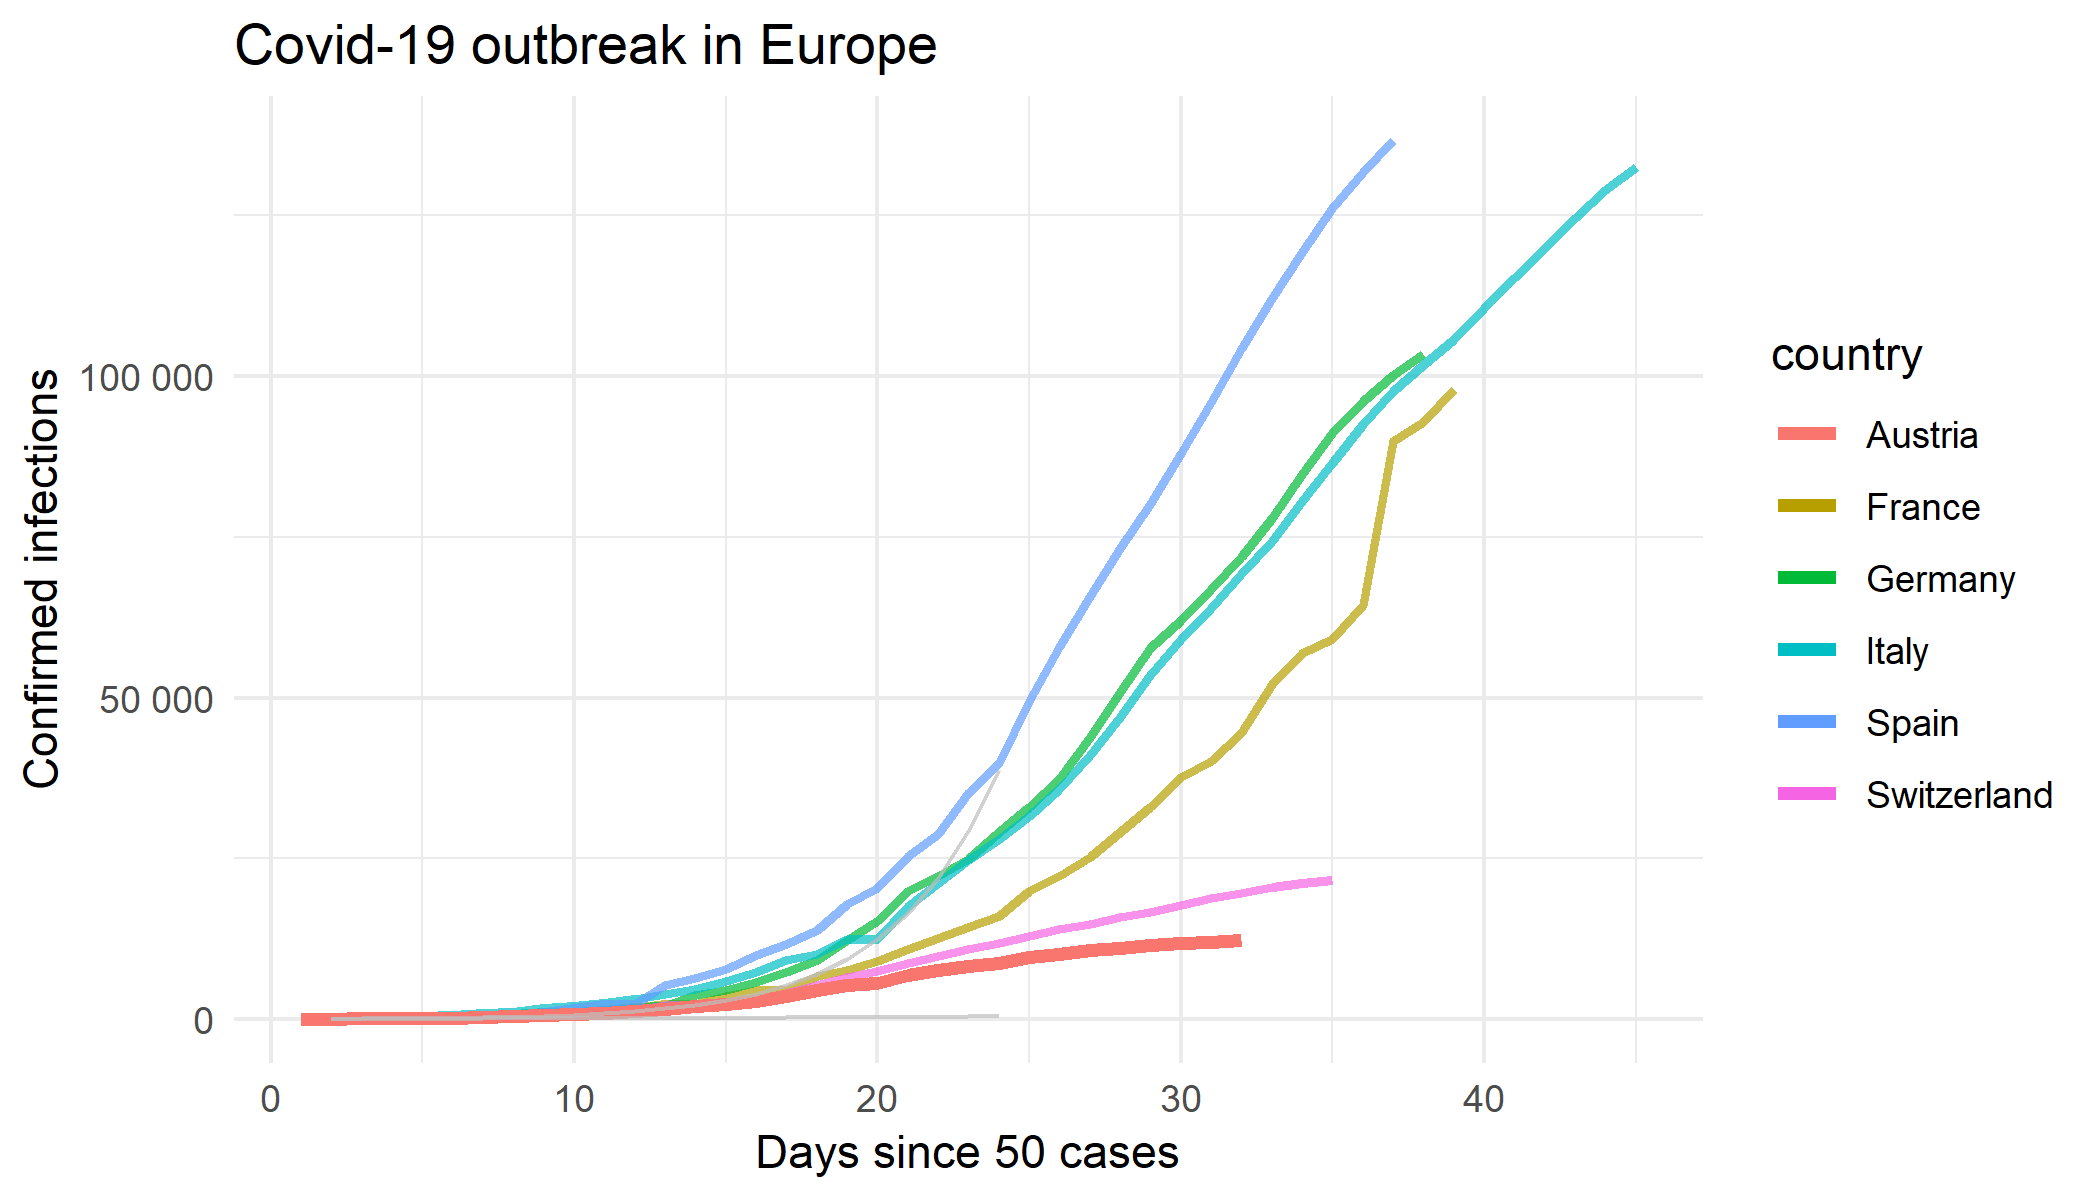 Covid-19 outbreak in Europe
Confirmed infections
100 000
50 000
0
0 10 20 30 40
Days since 50 cases
country
Austria
France
Germany
Italy
Spain
Switzerland